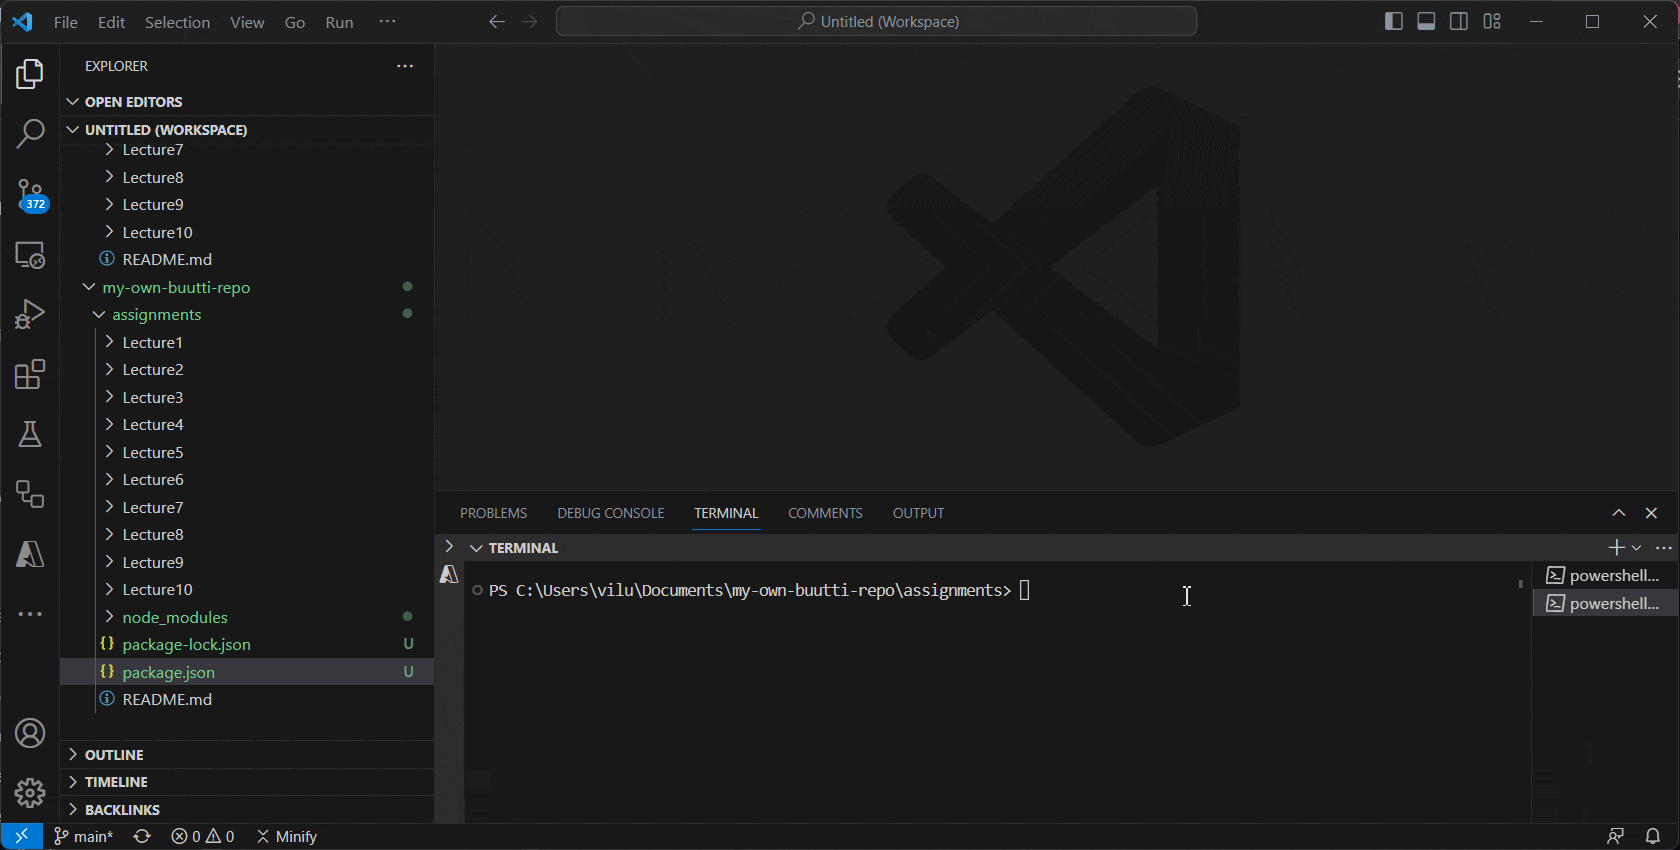 File Edit Selection View Go Run ···
Untitled (Workspace)
EXPLORER
OPEN EDITORS
UNTITLED (WORKSPACE)
Lecture7
Lecture8
Lecture9
Lecture10
README.md
my-own-buutti-repo
assignments
Lecture1
Lecture2
Lecture3
Lecture4
Lecture5
Lecture6
Lecture7
Lecture8
Lecture9
Lecture10
node_modules
{} package-lock.json U
{} package.json U
README.md
OUTLINE
TIMELINE
BACKLINKS
372
PROBLEMS DEBUG CONSOLE TERMINAL COMMENTS OUTPUT
TERMINAL
PS C:\Users\vilu\Documents\my-own-buutti-repo\assignments>
powershell...
powershell...
main* 0 0 Minify